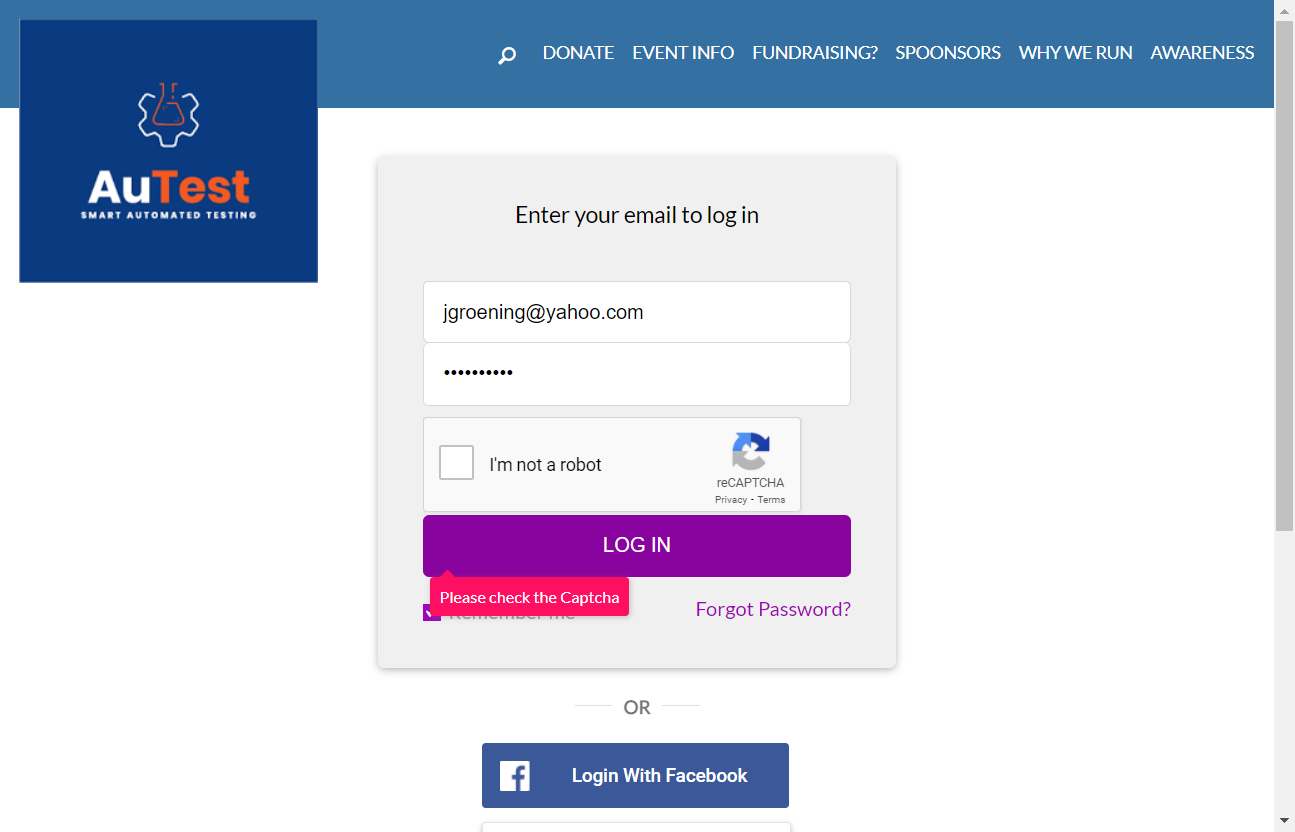 DONATE EVENT INFO FUNDRAISING? SPOONSORS WHY WE RUN AWARENESS
AuTest
SMART AUTOMATED TESTING
Enter your email to log in
jgroening@yahoo.com
••••••••••
I'm not a robot
reCAPTCHA
Privacy - Terms
LOG IN
Please check the Captcha
Remember me
Forgot Password?
OR
Login With Facebook